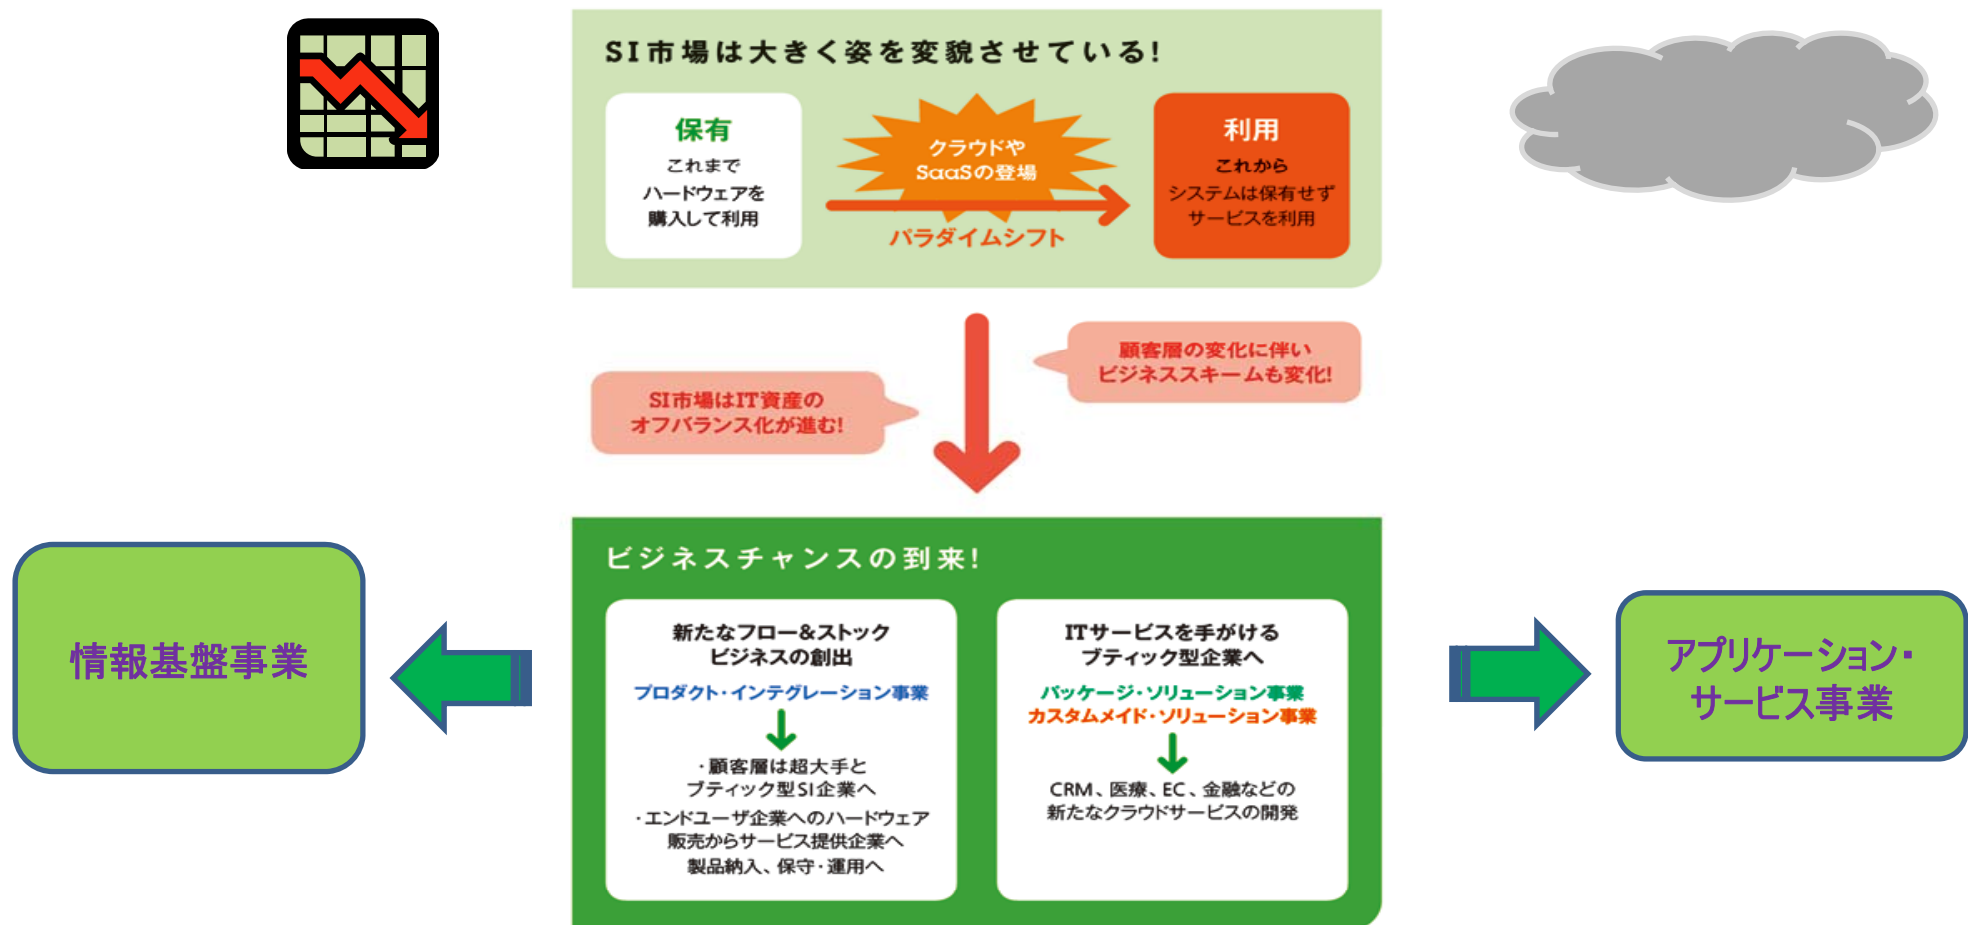 SI市場は大きく姿を変貌させている!
保有
これまで
ハードウェアを
購入して利用
クラウドや
SaaSの登場
パラダイムシフト
利用
これから
システムは保有せず
サービスを利用
顧客層の変化に伴い
ビジネススキームも変化!
SI市場はIT資産の
オフバランス化が進む!
ビジネスチャンスの到来!
情報基盤事業
新たなフロー&ストック
ビジネスの創出
プロダクト・インテグレーション事業
・顧客層は超大手と
ブティック型SI企業へ
・エンドユーザ企業へのハードウェア
販売からサービス提供企業へ
製品納入、保守・運用へ
ITサービスを手がける
ブティック型企業へ
パッケージ・ソリューション事業
カスタムメイド・ソリューション事業
CRM、医療、EC、金融などの
新たなクラウドサービスの開発
アプリケーション・
サービス事業